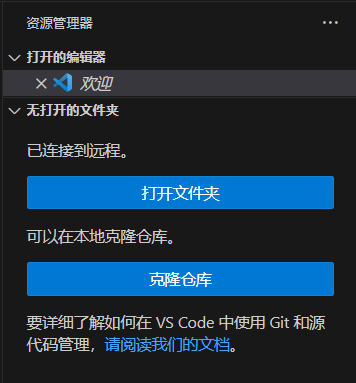 资源管理器
打开的编辑器
欢迎
无打开的文件夹
已连接到远程。
打开文件夹
可以在本地克隆仓库。
克隆仓库
要详细了解如何在 VS Code 中使用 Git 和源
代码管理，请阅读我们的文档。